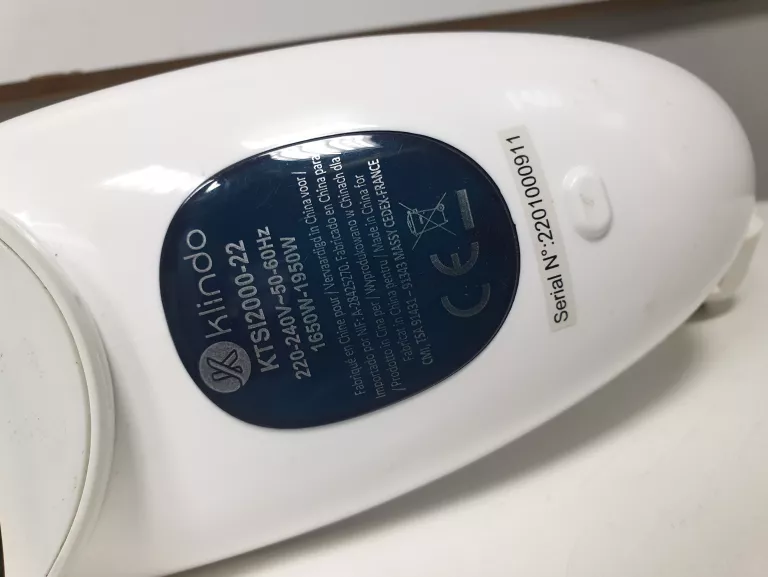 klindo
KTSI2000-22
220-240V~50-60Hz
1650W-1950W
Fabriqué en Chine pour / Vervaardigd in China voor /
Importado por NIF: A-28425270. Fabricado en China para
/ Prodotto in Cina per / Wyprodukowano w Chinach dla
Fabricat în China pentru / Made in China for
CMI, TSA 91431 - 91343 MASSY CEDEX-FRANCE
CE
Serial N°:2201000911